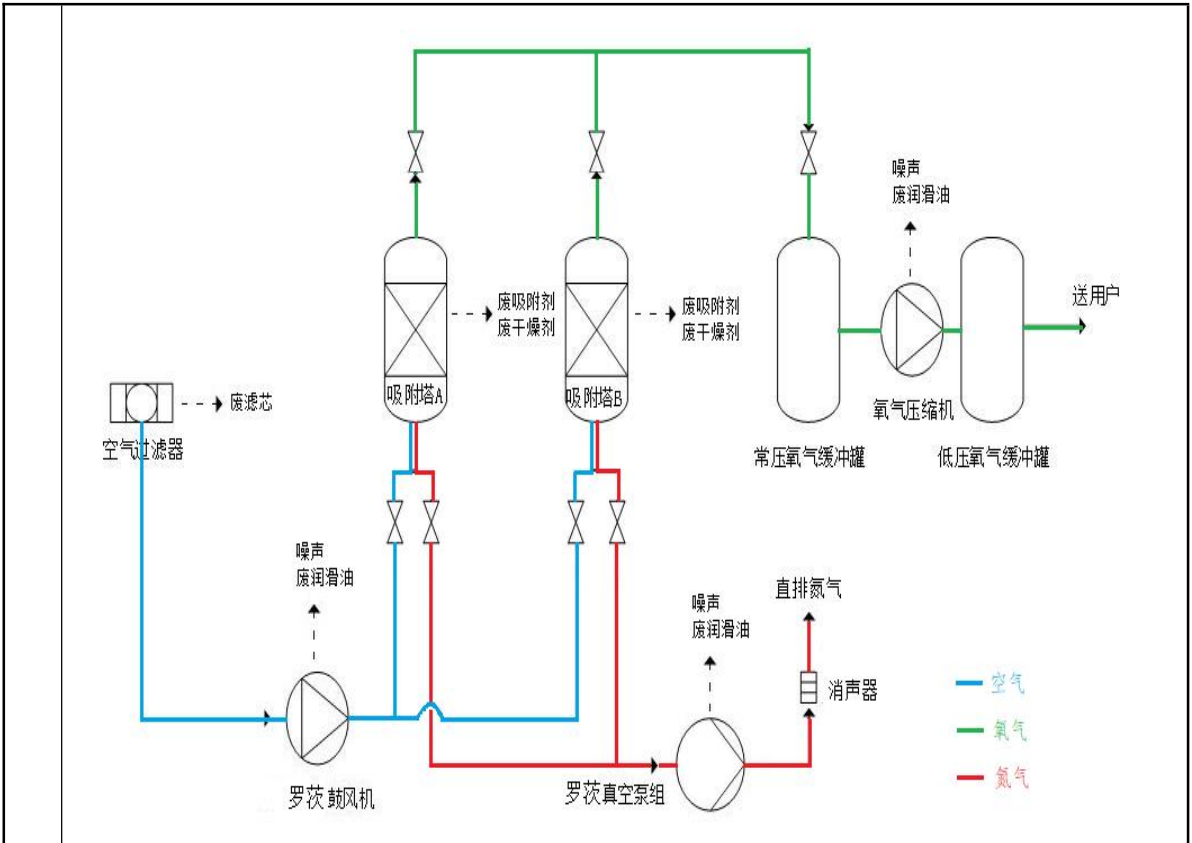 噪声
废润滑油
送用户
废吸附剂
废干燥剂
废吸附剂
废干燥剂
吸附塔A
吸附塔B
废滤芯
氧气压缩机
空气过滤器
常压氧气缓冲罐
低压氧气缓冲罐
噪声
废润滑油
直排氮气
噪声
废润滑油
消声器
空气
氧气
氮气
罗茨鼓风机
罗茨真空泵组